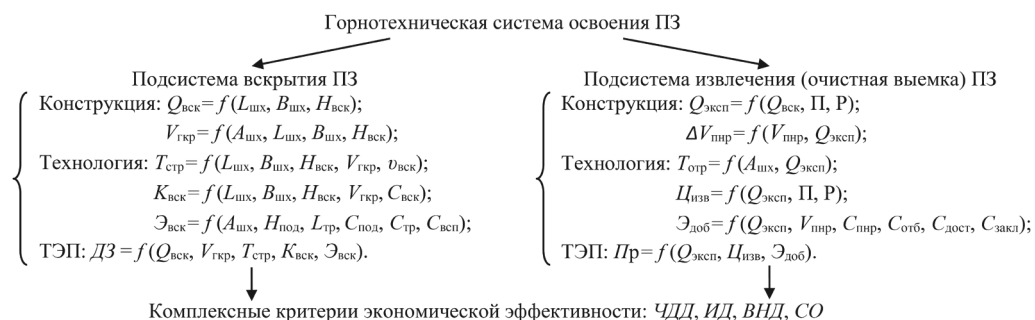 Горнотехническая система освоения ПЗ
Подсистема вскрытия ПЗ
Конструкция: Qвск= f (Lшх, Bшх, Hвск);
Vгкр= f (Aшх, Lшх, Bшх, Hвск);
Технология: Tстр= f (Lшх, Bшх, Hвск, Vгкр, υвск);
Kвск= f (Lшх, Bшх, Hвск, Vгкр, Cвск);
Эвск= f (Aшх, Hпод, Lтр, Cпод, Cтр, Cвсп);
ТЭП: ДЗ = f (Qвск, Vгкр, Tстр, Kвск, Эвск).
Подсистема извлечения (очистная выемка) ПЗ
Конструкция: Qэксп= f (Qвск, П, Р);
ΔVпнр= f (Vпнр, Qэксп);
Технология: Tотр= f (Aшх, Qэксп);
Цизв= f (Qэксп, П, Р);
Эдоб= f (Qэксп, Vпнр, Cпнр, Cотб, Cдост, Cзакл);
ТЭП: Пр= f (Qэксп, Цизв, Эдоб).
Комплексные критерии экономической эффективности: ЧДД, ИД, ВНД, СО